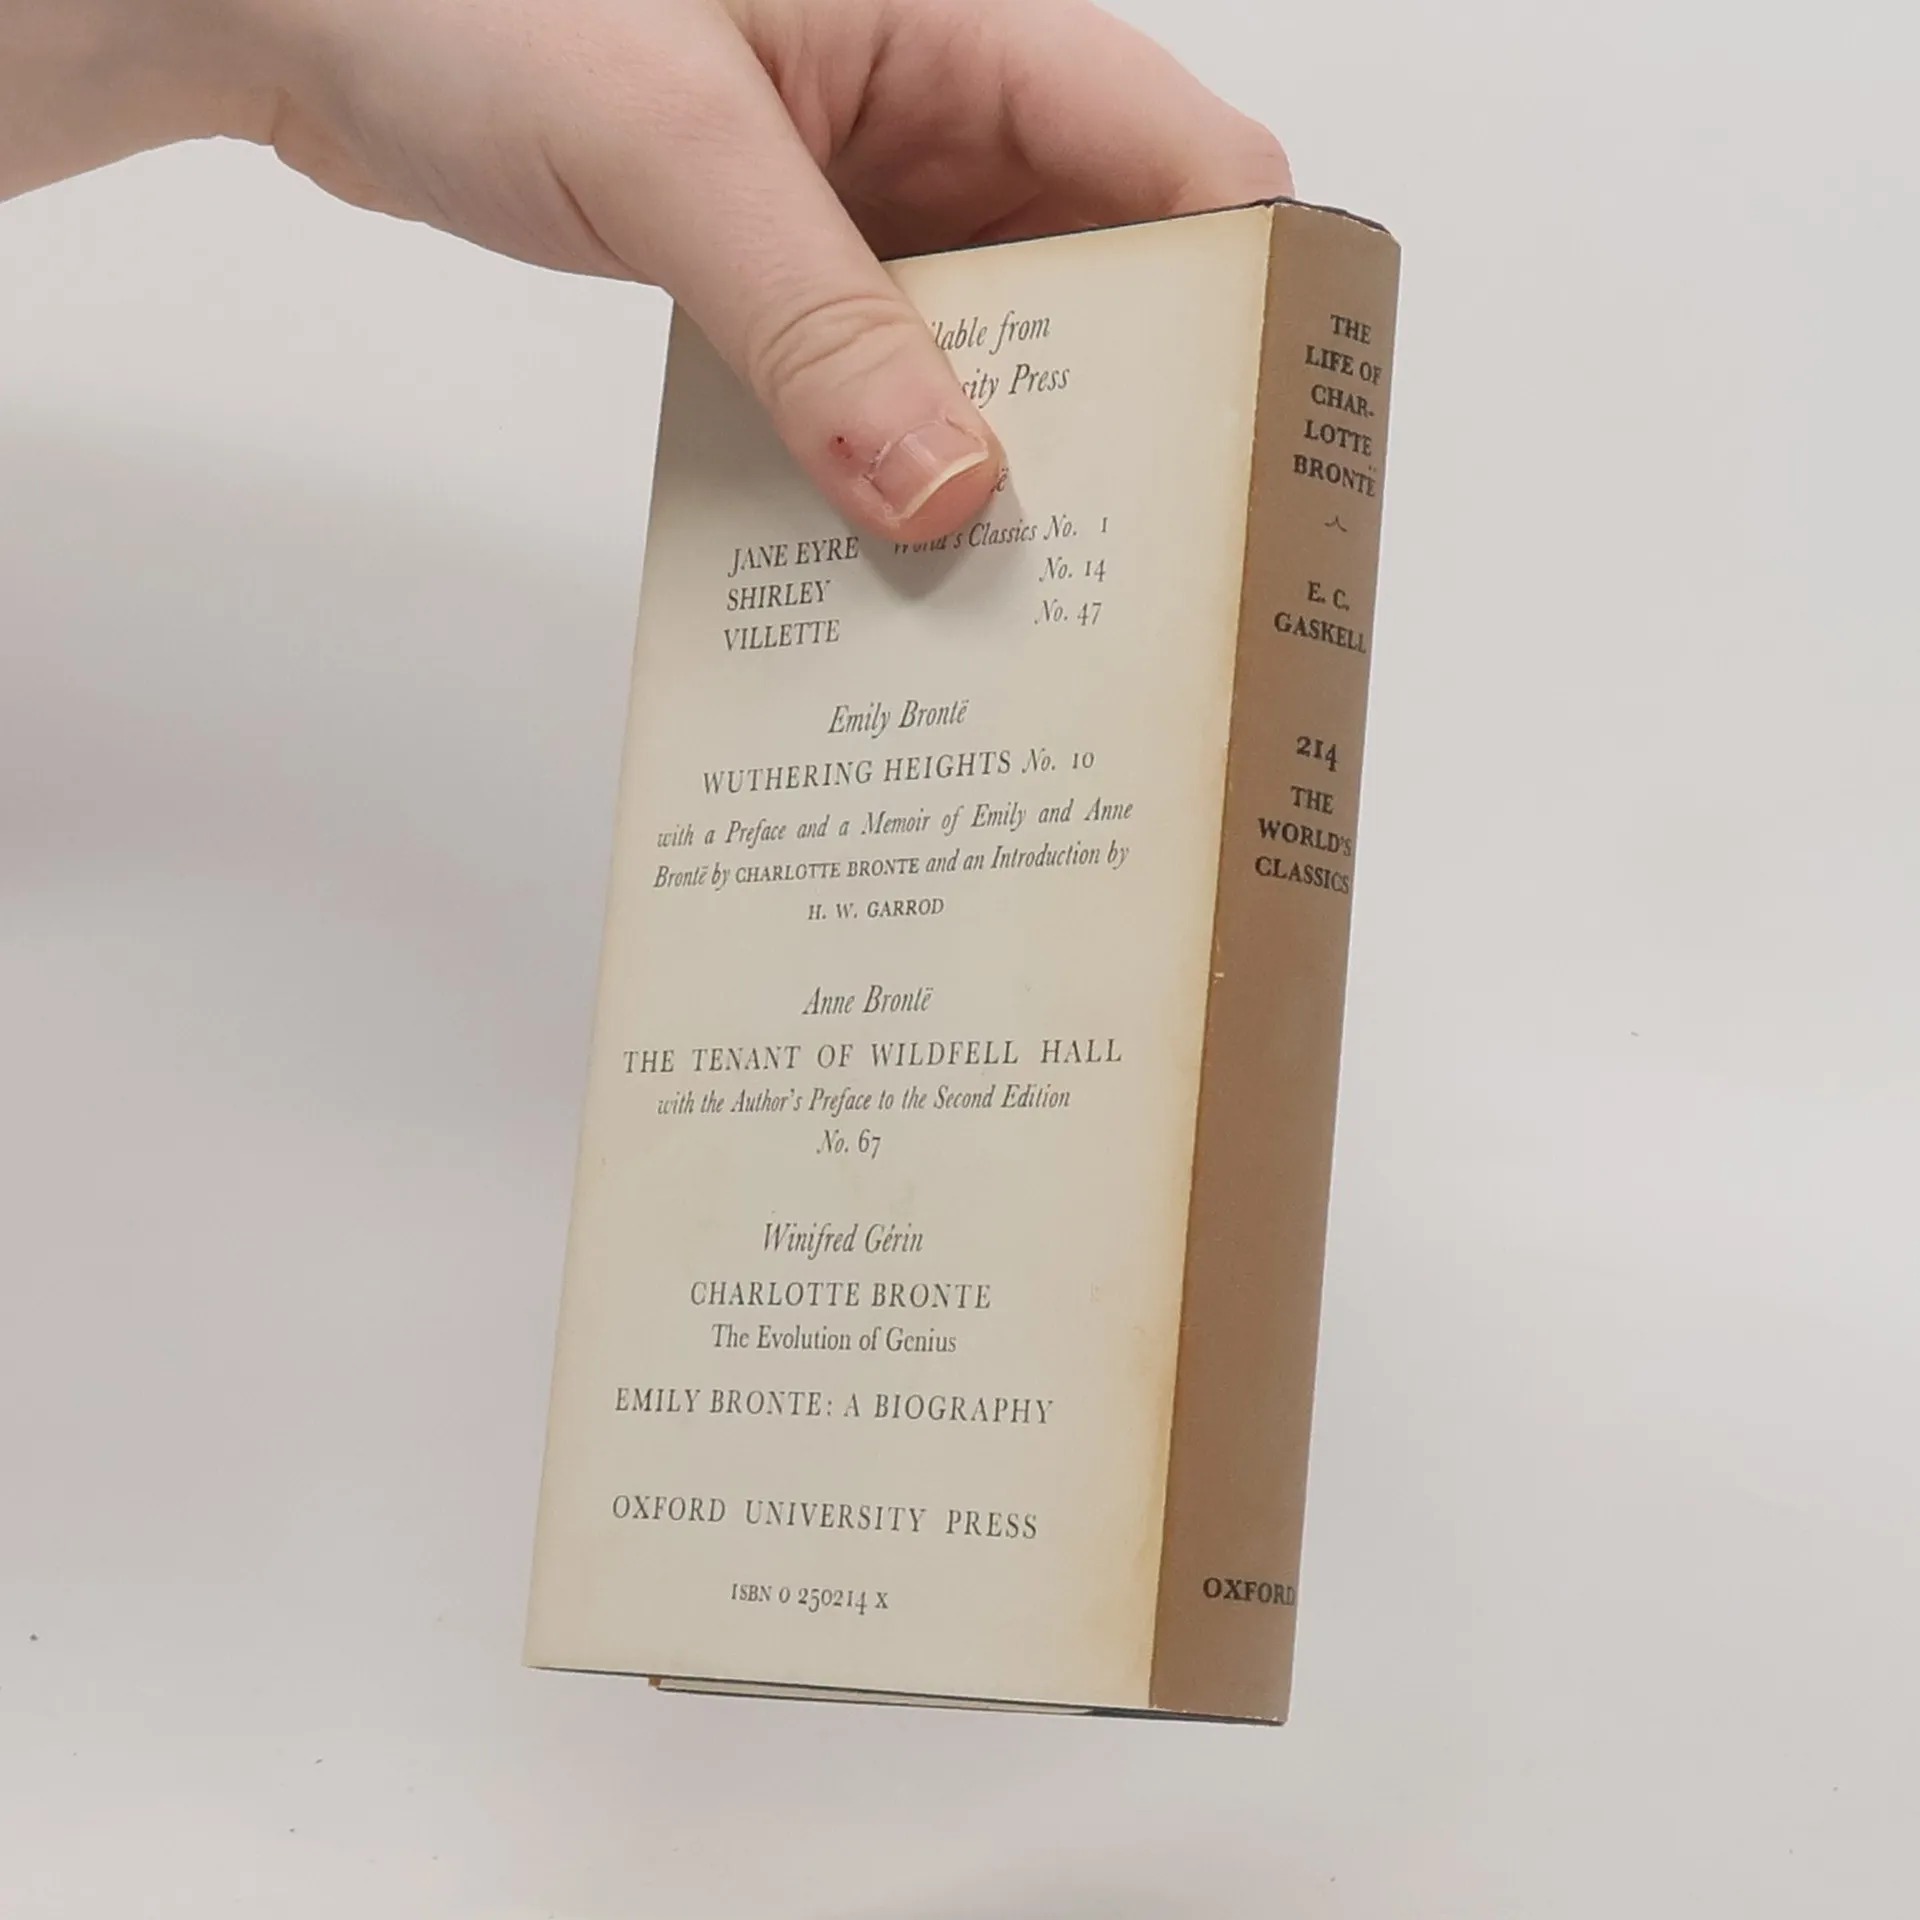 from
Press
JANE EYRE World's Classics No. 1
SHIRLEY No. 14
VILLETTE No. 47
Emily Brontë
WUTHERING HEIGHTS No. 10
with a Preface and a Memoir of Emily and Anne
Brontë by CHARLOTTE BRONTE and an Introduction by
H. W. GARROD
Anne Brontë
THE TENANT OF WILDFELL HALL
with the Author's Preface to the Second Edition
No. 67
Winifred Gérin
CHARLOTTE BRONTE
The Evolution of Genius
EMILY BRONTE: A BIOGRAPHY
OXFORD UNIVERSITY PRESS
ISBN 0 250214 X
THE
LIFE OF
CHAR-
LOTTE
BRONTË
E. C.
GASKELL
214
THE
WORLD'S
CLASSICS
OXFORD